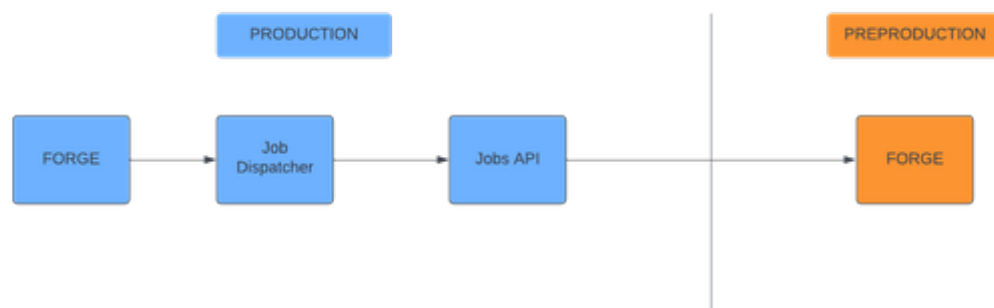 PRODUCTION
PREPRODUCTION
FORGE
Job
Dispatcher
Jobs API
FORGE